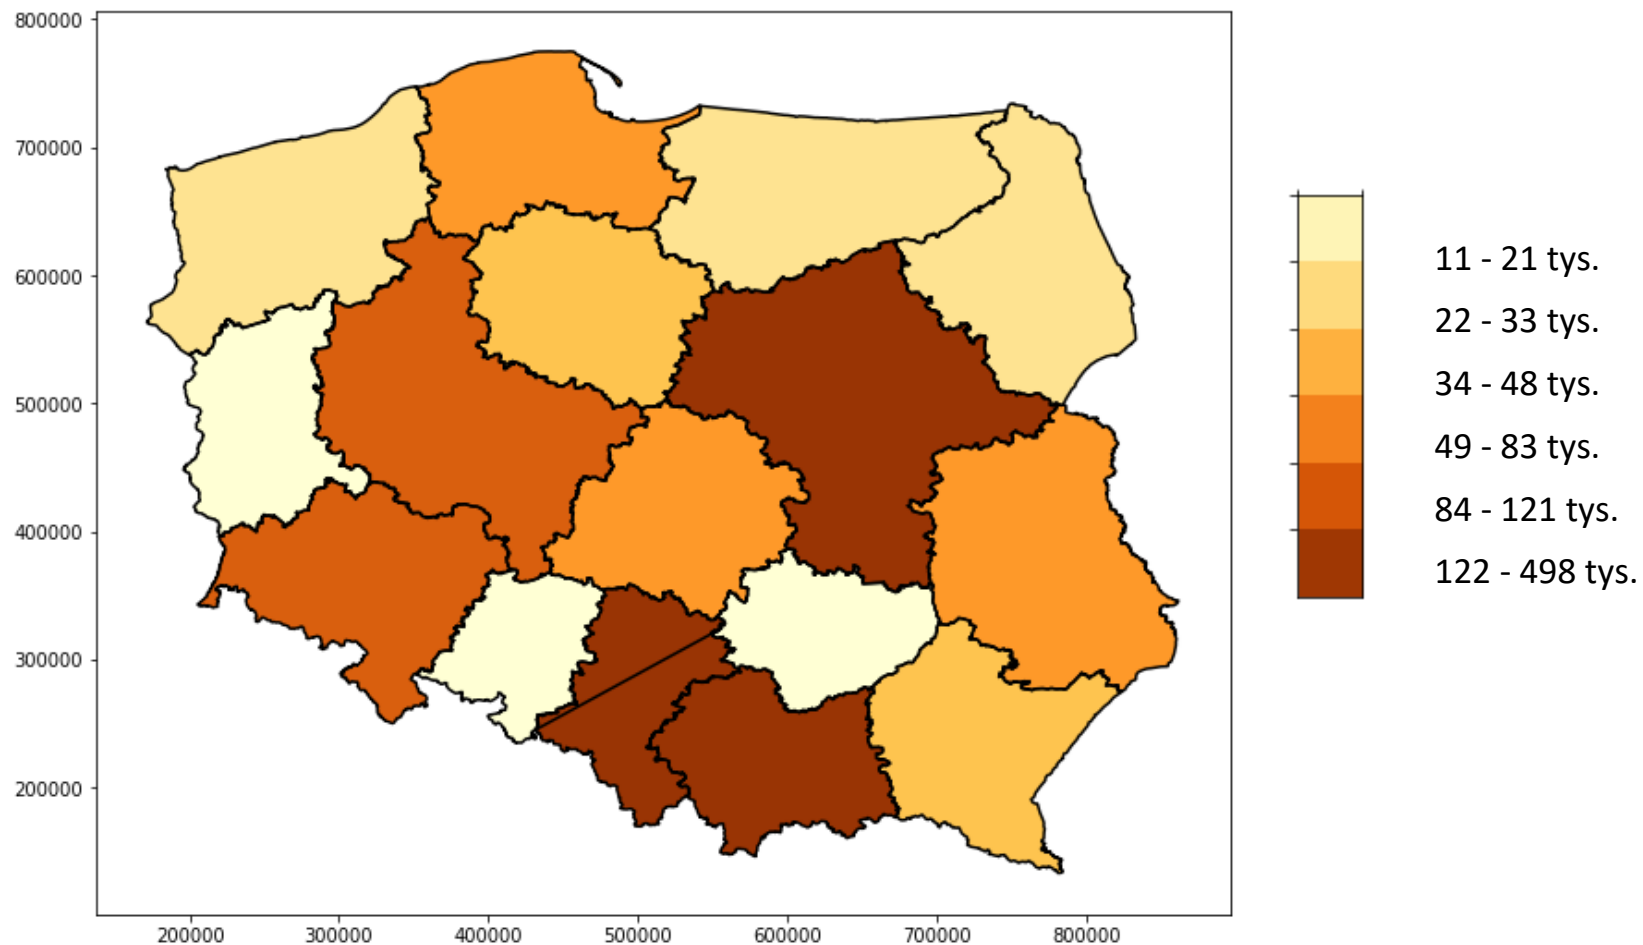 800000
700000
600000
500000
400000
300000
200000
200000 300000 400000 500000 600000 700000 800000
11 - 21 tys.
22 - 33 tys.
34 - 48 tys.
49 - 83 tys.
84 - 121 tys.
122 - 498 tys.